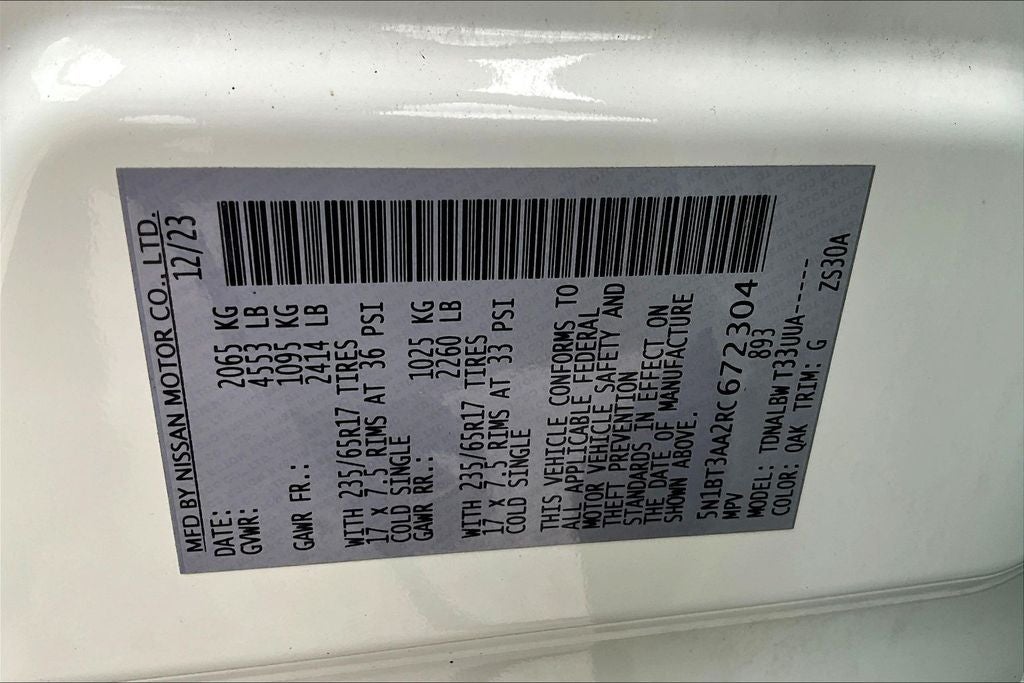 MFD BY NISSAN MOTOR CO., LTD.
DATE: 12/23
GVWR: 2065 KG
4553 LB
GAWR FR.: 1095 KG
2414 LB
WITH 235/65R17 TIRES
17 X 7.5 RIMS AT 36 PSI
COLD SINGLE
GAWR RR.: 1025 KG
2260 LB
WITH 235/65R17 TIRES
17 X 7.5 RIMS AT 33 PSI
COLD SINGLE
THIS VEHICLE CONFORMS TO
ALL APPLICABLE FEDERAL
MOTOR VEHICLE SAFETY AND
THEFT PREVENTION
STANDARDS IN EFFECT ON
THE DATE OF MANUFACTURE
SHOWN ABOVE.
5N1BT3AA2RC672304
MPV 893
MODEL: TDNALBWT33UUA-----
COLOR: QAK TRIM: G ZS30A